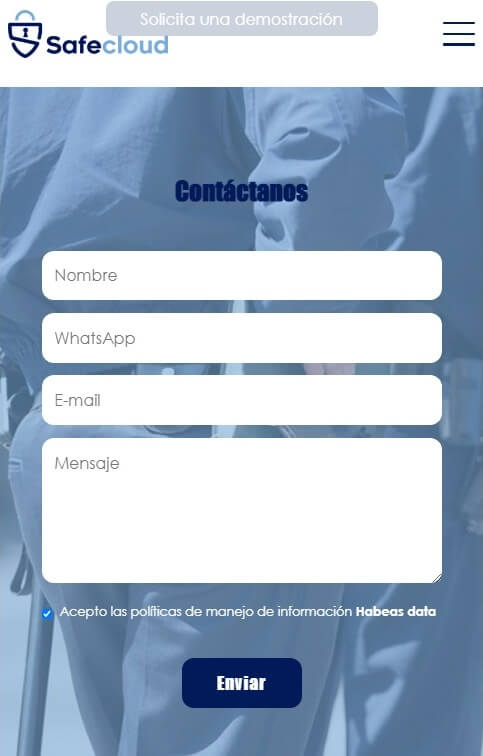 Solicita una demostración
Safecloud
Contáctanos
Nombre
WhatsApp
E-mail
Mensaje
Acepto las políticas de manejo de información Habeas data
Enviar